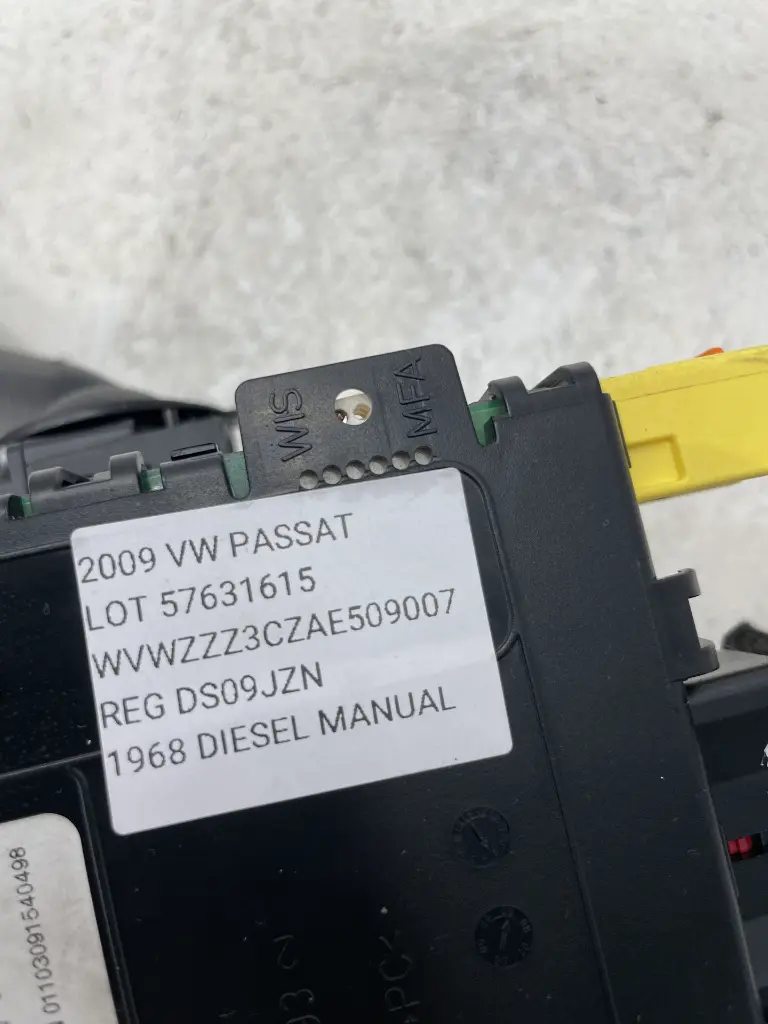 WIS
MFA
2009 VW PASSAT
LOT 57631615
WVWZZZ3CZAE509007
REG DS09JZN
1968 DIESEL MANUAL
01103091540498